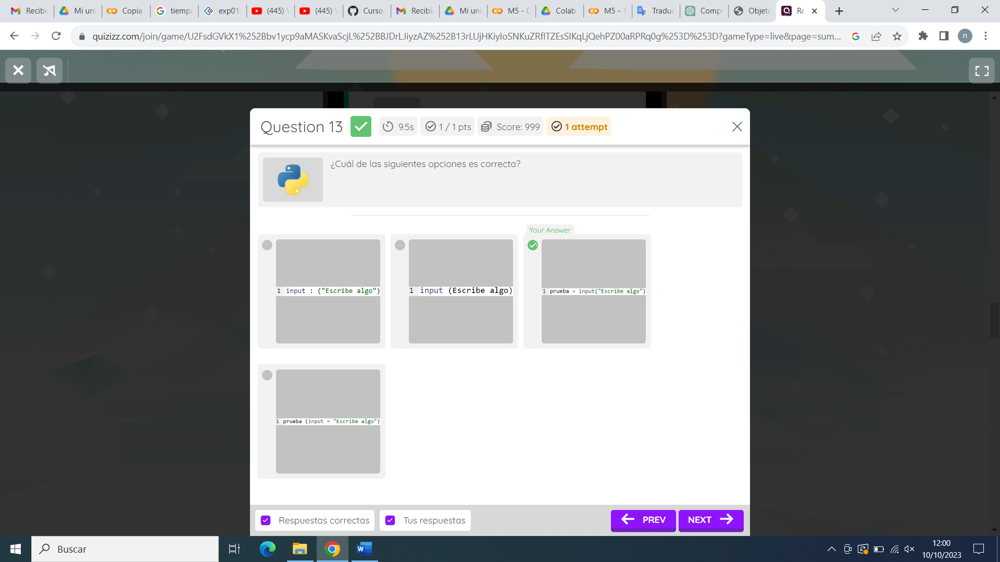 Recibi
Mi uni
Copia
tiempo
exp01-
(445) Y
(445) Y
Curso-
Recibi
Mi uni
M5 - 0
Colab
M5 - 1
Traduc
Comp
Objeto
Re
quizizz.com/join/game/U2FsdGVkX1%252Bbv1ycp9aMASKvaScjL%252BBJDrLJiyzAZ%252B13rLUjHKiyIoSNKuZRflTZEsSIKqLjQehPZ00aRPRq0g%253D%253D?gameType=live&page=sum...
n
Question 13
9.5s
1 / 1 pts
Score: 999
1 attempt
¿Cuál de las siguientes opciones es correcta?
Your Answer
1 input : ("Escribe algo")
1 input (Escribe algo)
1 prueba = input("Escribe algo")
1 prueba (input = "Escribe algo")
Respuestas correctas
Tus respuestas
PREV
NEXT
Buscar
12:00
10/10/2023